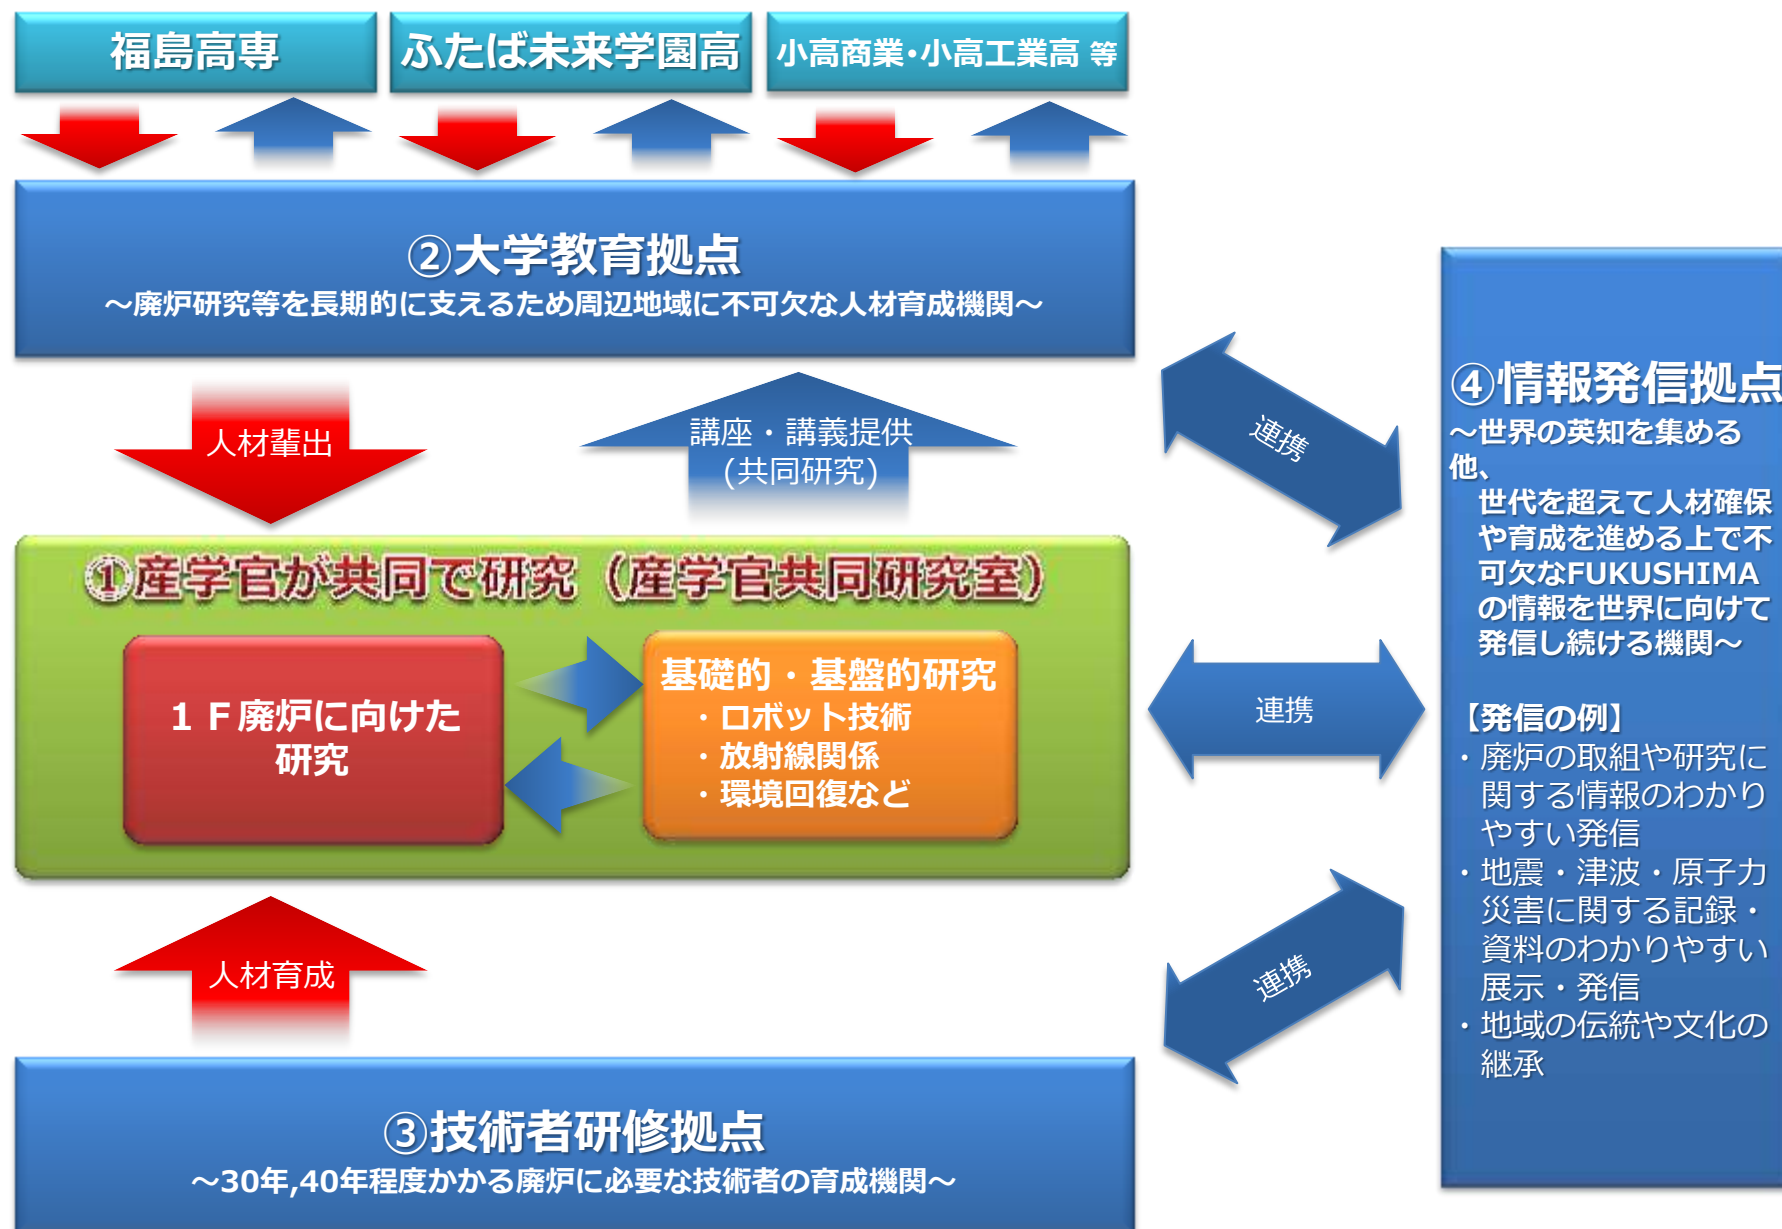 福島高専
ふたば未来学園高
小高商業・小高工業高 等
②大学教育拠点
～廃炉研究等を長期的に支えるため周辺地域に不可欠な人材育成機関～
人材輩出
講座・講義提供
(共同研究)
①産学官が共同で研究（産学官共同研究室）
１Ｆ廃炉に向けた
研究
基礎的・基盤的研究
・ロボット技術
・放射線関係
・環境回復など
人材育成
③技術者研修拠点
～30年,40年程度かかる廃炉に必要な技術者の育成機関～
連携
連携
連携
④情報発信拠点
～世界の英知を集める
他、
世代を超えて人材確保
や育成を進める上で不
可欠なFUKUSHIMA
の情報を世界に向けて
発信し続ける機関～
【発信の例】
・廃炉の取組や研究に
関する情報のわかり
やすい発信
・地震・津波・原子力
災害に関する記録・
資料のわかりやすい
展示・発信
・地域の伝統や文化の
継承